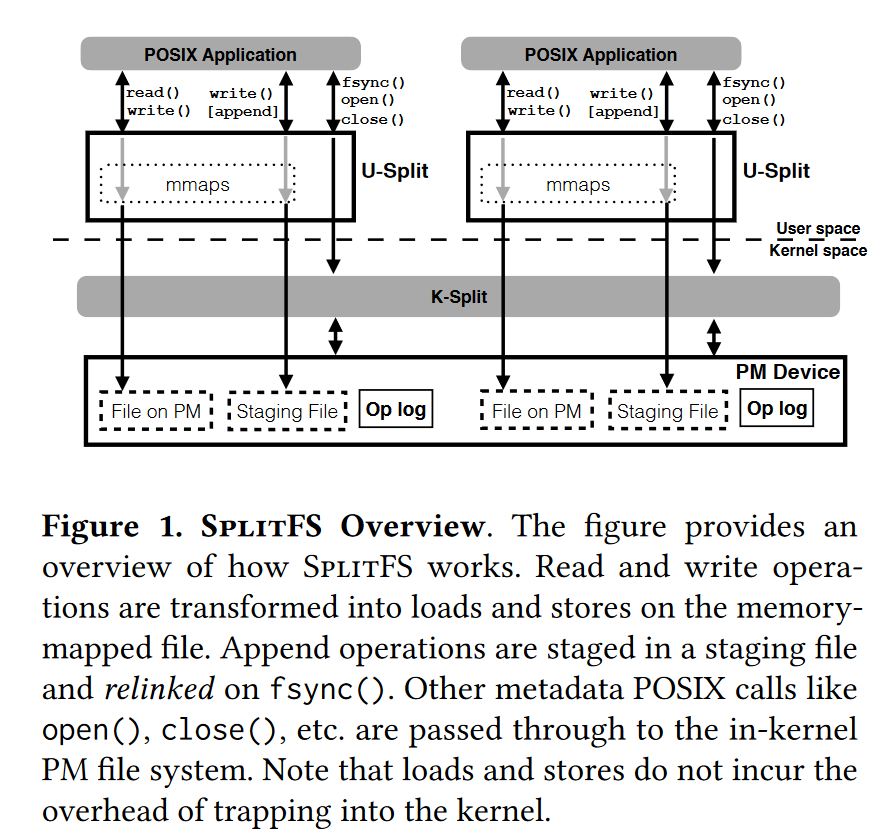 POSIX Application
POSIX Application
read()
write()
write()
[append]
fsync()
open()
close()
read()
write()
write()
[append]
fsync()
open()
close()
mmaps
U-Split
mmaps
U-Split
User space
Kernel space
K-Split
PM Device
File on PM
Staging File
Op log
File on PM
Staging File
Op log
Figure 1. SPLITFS Overview. The figure provides an
overview of how SPLITFS works. Read and write opera-
tions are transformed into loads and stores on the memory-
mapped file. Append operations are staged in a staging file
and relinked on fsync(). Other metadata POSIX calls like
open(), close(), etc. are passed through to the in-kernel
PM file system. Note that loads and stores do not incur the
overhead of trapping into the kernel.